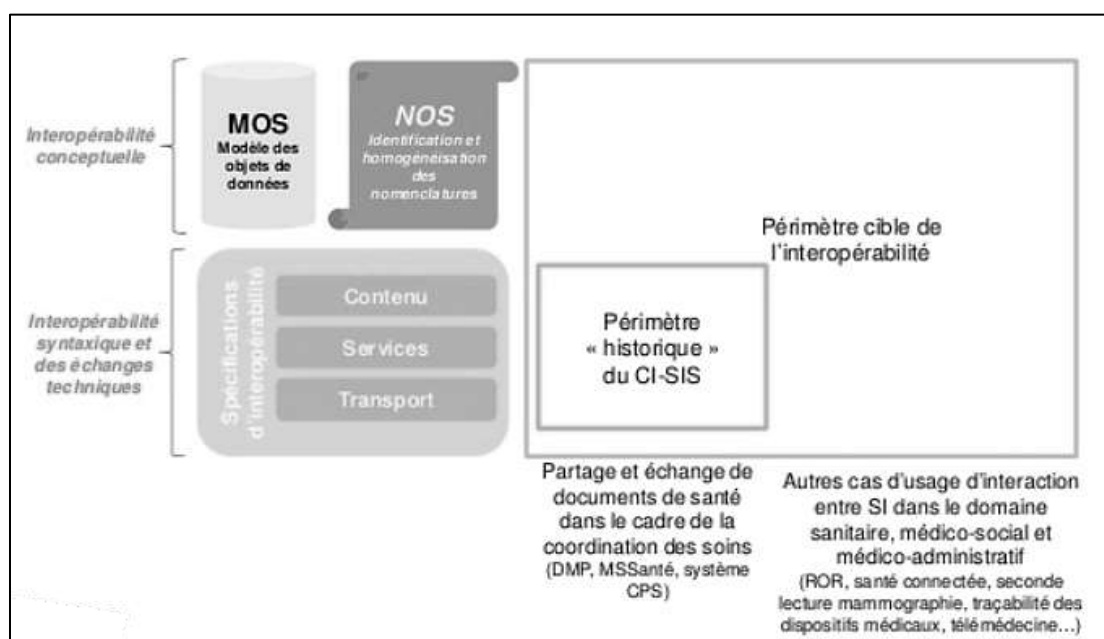 Interopérabilité
conceptuelle
MOS
Modèle des
objets de
données
NOS
Identification et
homogénéisation
des
nomenclatures
Interopérabilité
syntaxique et
des échanges
techniques
Spécifications
d'interopérabilité
Contenu
Services
Transport
Périmètre cible de
l'interopérabilité
Périmètre
« historique »
du CI-SIS
Partage et échange de
documents de santé
dans le cadre de la
coordination des soins
(DMP, MSSanté, système
CPS)
Autres cas d'usage d'interaction
entre SI dans le domaine
sanitaire, médico-social et
médico-administratif
(ROR, santé connectée, seconde
lecture mammographie, traçabilité des
dispositifs médicaux, télémédecine…)